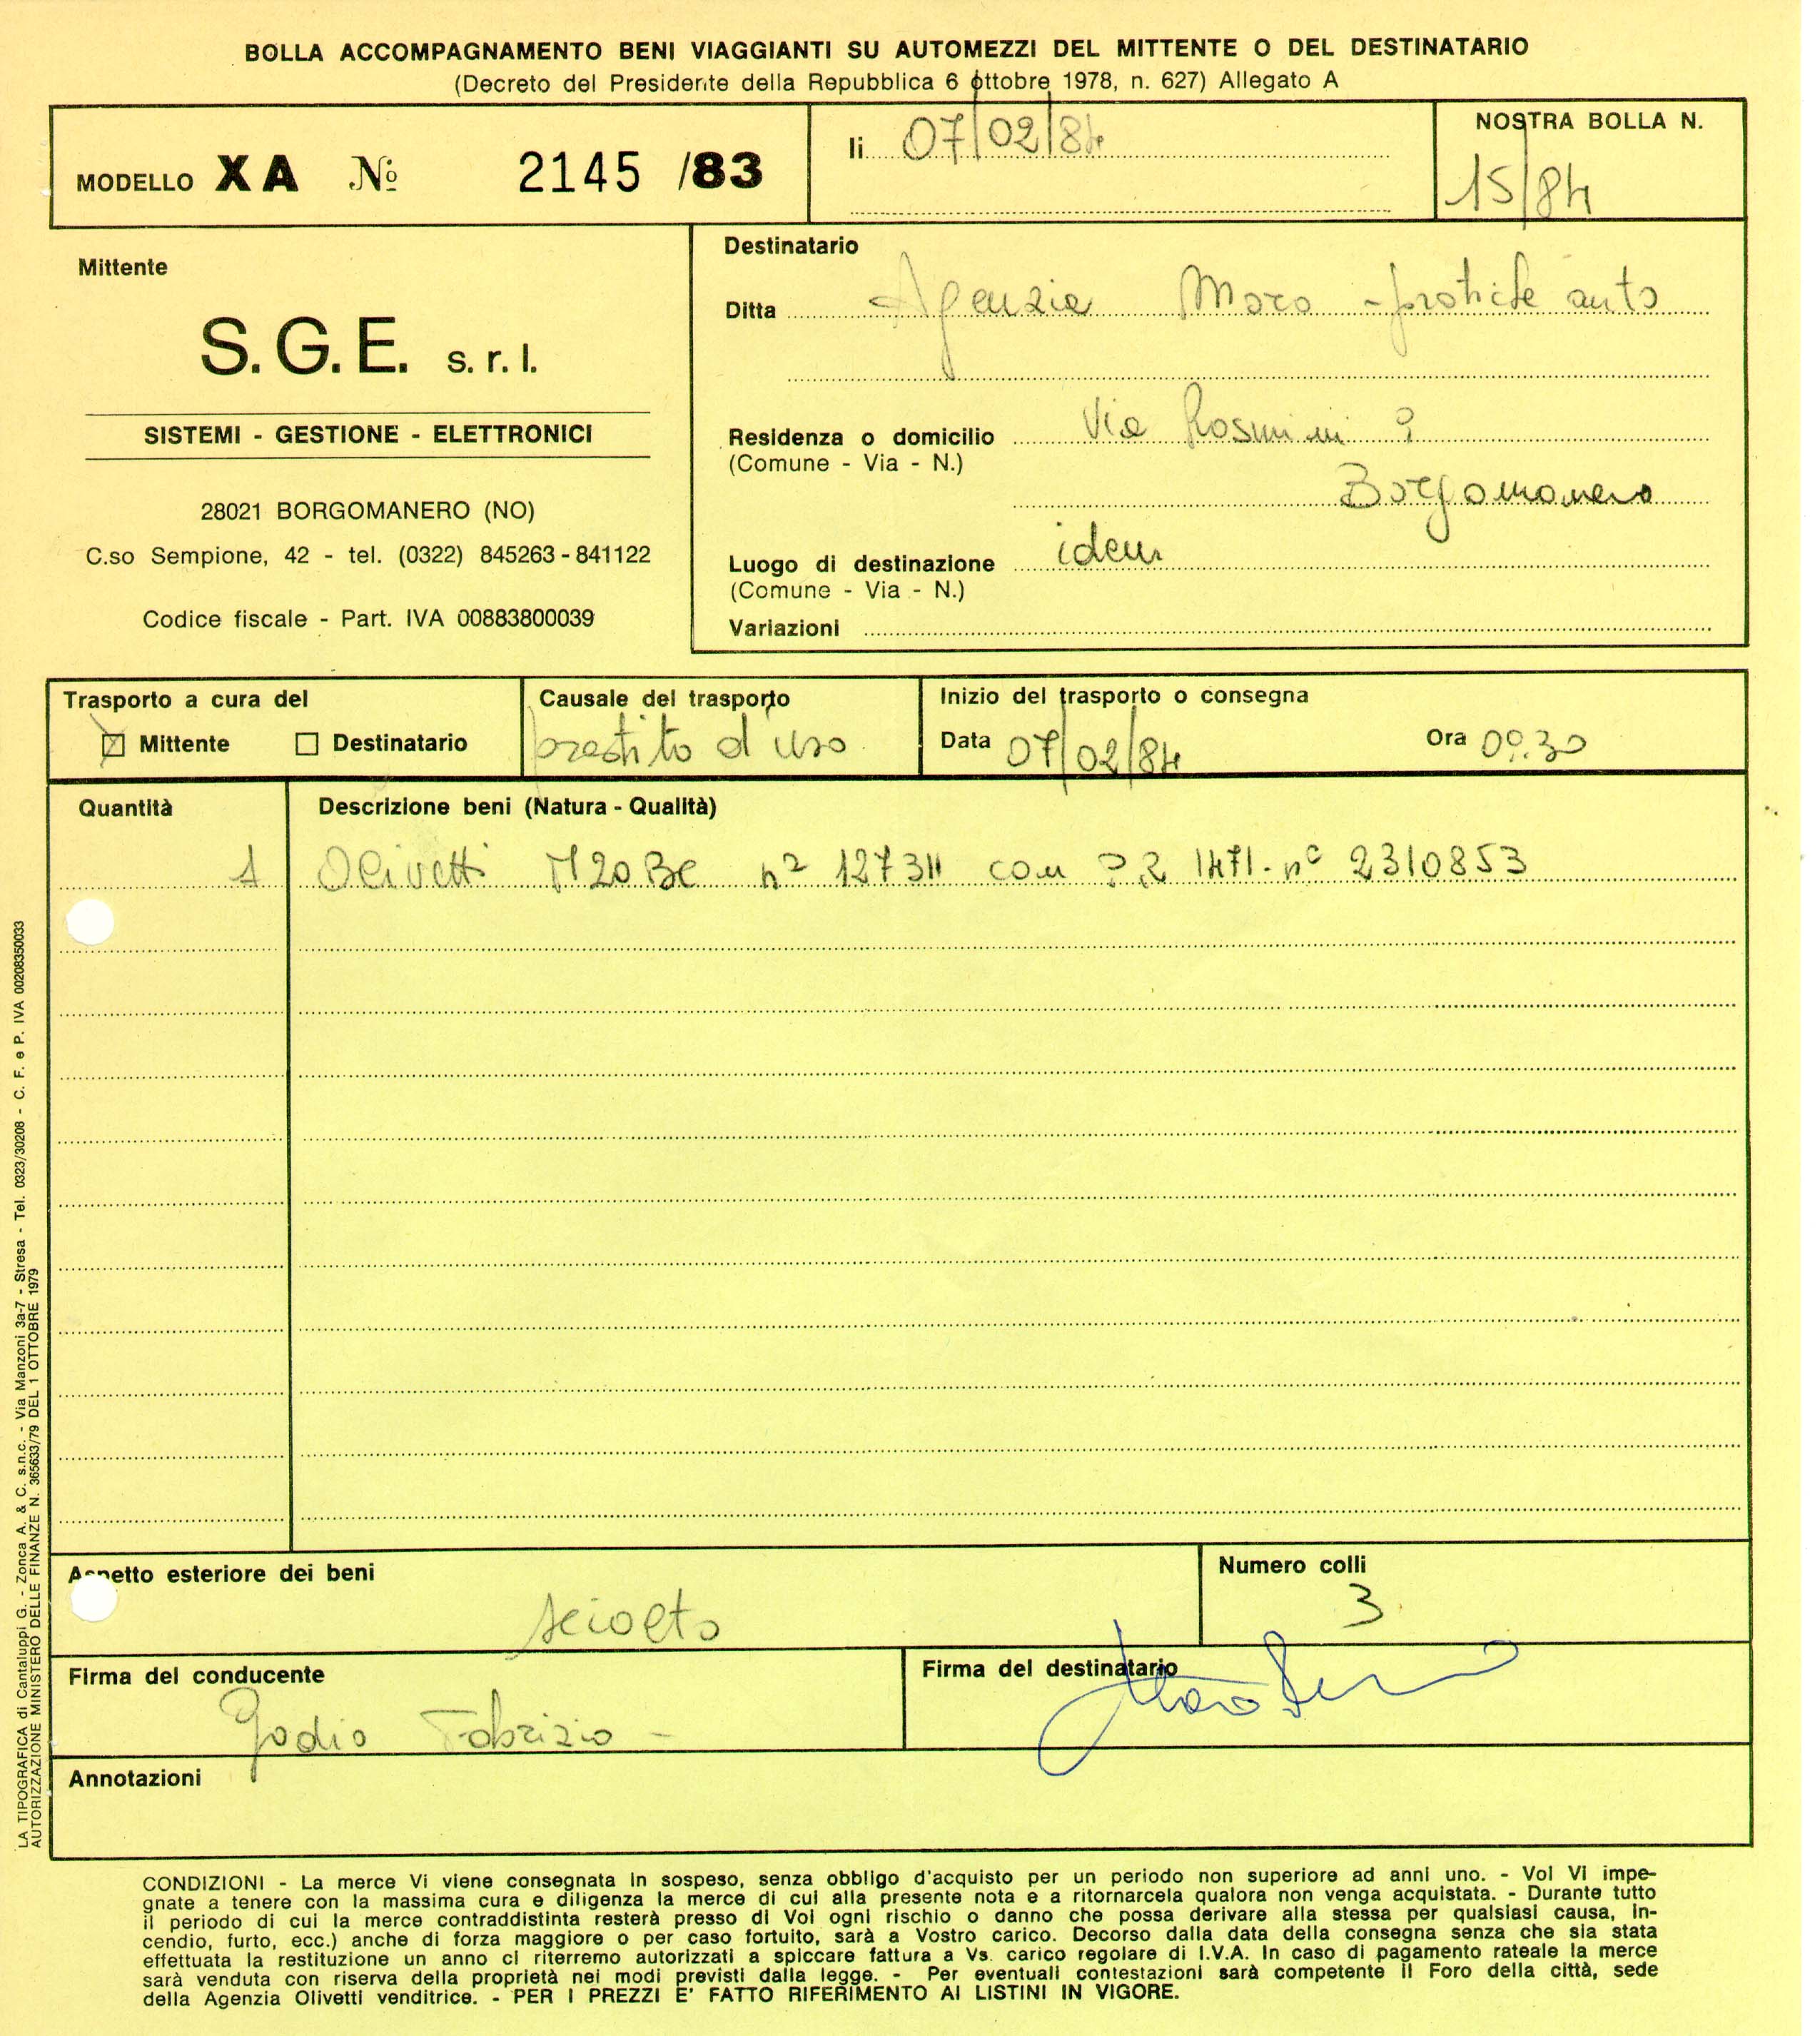 BOLLA ACCOMPAGNAMENTO BENI VIAGGIANTI SU AUTOMEZZI DEL MITTENTE O DEL DESTINATARIO
(Decreto del Presidente della Repubblica 6 ottobre 1978, n. 627) Allegato A
MODELLO XA № 2145 /83
li 07/02/84
NOSTRA BOLLA N.
15/84
Mittente
S.G.E. s.r.l.
SISTEMI - GESTIONE - ELETTRONICI
28021 BORGOMANERO (NO)
C.so Sempione, 42 - tel. (0322) 845263-841122
Codice fiscale - Part. IVA 00883800039
Destinatario
Ditta Agenzia Moro - pratiche auto
Residenza o domicilio Via Rosmini 9
(Comune - Via - N.)
Borgomanero
Luogo di destinazione idem
(Comune - Via - N.)
Variazioni
Trasporto a cura del
Mittente Destinatario
Causale del trasporto
prestito d'uso
Inizio del trasporto o consegna
Data 07/02/84 Ora 09.30
Quantità Descrizione beni (Natura - Qualità)
1 Olivetti M20BC n° con 1471. n° 2310853
Aspetto esteriore dei beni
sciolto
Numero colli
3
Firma del conducente
Godio Fabrizio -
Firma del destinatario
Moro
Annotazioni
CONDIZIONI - La merce Vi viene consegnata in sospeso, senza obbligo d'acquisto per un periodo non superiore ad anni uno. - Voi Vi impe-
gnate a tenere con la massima cura e diligenza la merce di cui alla presente nota e a ritornarcela qualora non venga acquistata. - Durante tutto
il periodo di cui la merce contraddistinta resterà presso di Voi ogni rischio o danno che possa derivare alla stessa per qualsiasi causa, in-
cendio, furto, ecc.) anche di forza maggiore o per caso fortuito, sarà a Vostro carico. Decorso dalla data della consegna senza che sia stata
effettuata la restituzione un anno ci riterremo autorizzati a spiccare fattura a Vs. carico regolare di I.V.A. In caso di pagamento rateale la merce
sarà venduta con riserva della proprietà nei modi previsti dalla legge. - Per eventuali contestazioni sarà competente il Foro della città, sede
della Agenzia Olivetti venditrice. - PER I PREZZI E' FATTO RIFERIMENTO AI LISTINI IN VIGORE.
LA TIPOGRAFICA di Cantaluppi G. - Zonca A. & C. s.n.c. - Via Manzoni 3a-7 - Stresa - Tel. 0323/30208 - C. F. e P. IVA 00208350033
AUTORIZZAZIONE MINISTERO DELLE FINANZE N. 365633/79 DEL 1 OTTOBRE 1979